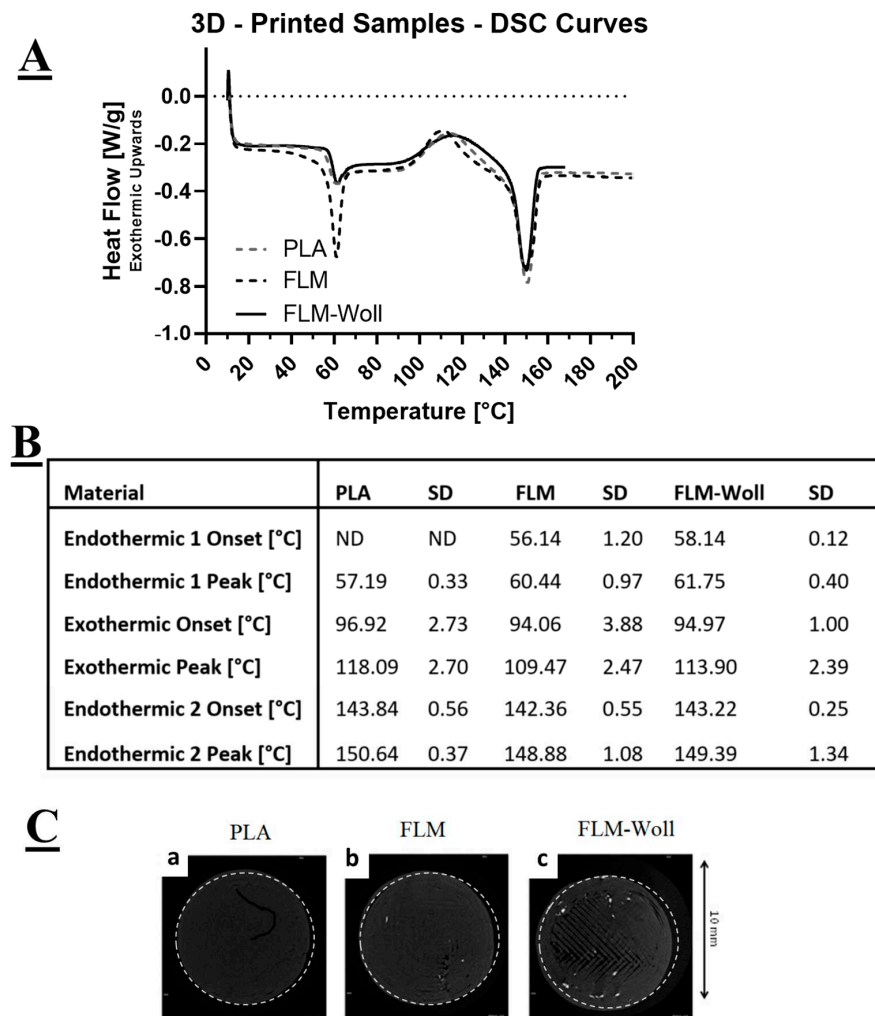 3D - Printed Samples - DSC Curves
A
Heat Flow [W/g]
Exothermic Upwards
0.0
-0.2
-0.4
-0.6
-0.8
-1.0
PLA
FLM
FLM-Woll
0 20 40 60 80 100 120 140 160 180 200
Temperature [°C]
B
Material PLA SD FLM SD FLM-Woll SD
Endothermic 1 Onset [°C] ND ND 56.14 1.20 58.14 0.12
Endothermic 1 Peak [°C] 57.19 0.33 60.44 0.97 61.75 0.40
Exothermic Onset [°C] 96.92 2.73 94.06 3.88 94.97 1.00
Exothermic Peak [°C] 118.09 2.70 109.47 2.47 113.90 2.39
Endothermic 2 Onset [°C] 143.84 0.56 142.36 0.55 143.22 0.25
Endothermic 2 Peak [°C] 150.64 0.37 148.88 1.08 149.39 1.34
C
PLA FLM FLM-Woll
a b c
10 mm